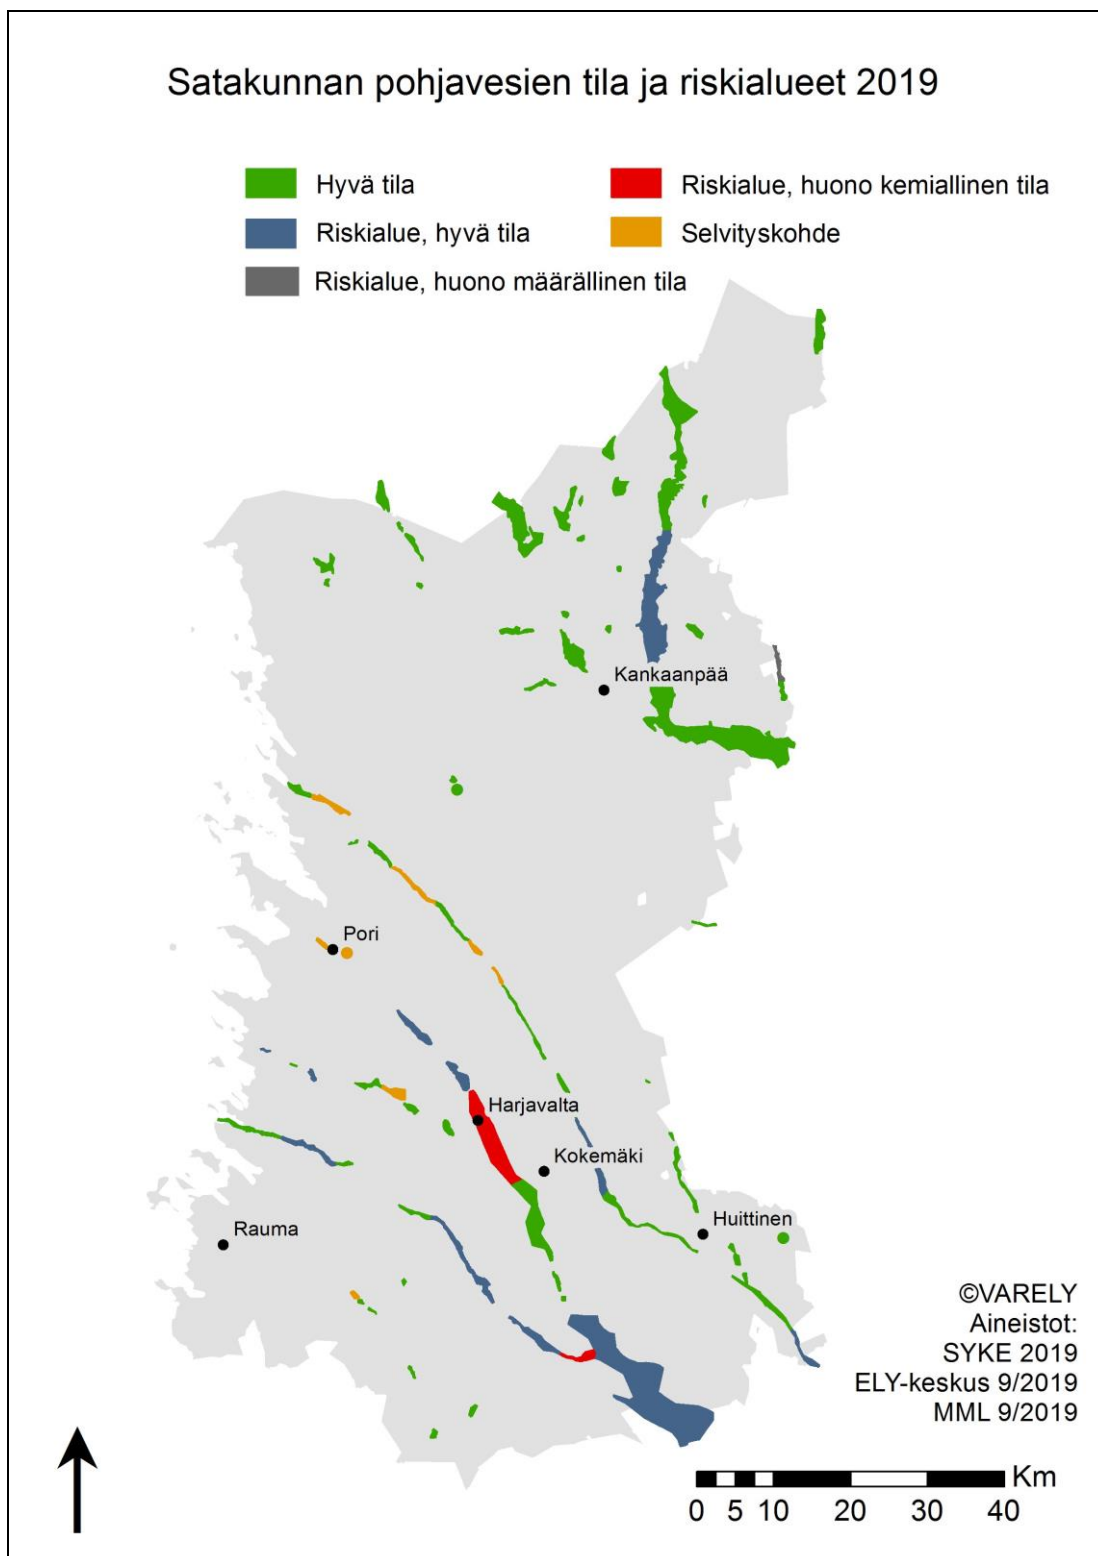 Satakunnan pohjavesien tila ja riskialueet 2019
Hyvä tila
Riskialue, huono kemiallinen tila
Riskialue, hyvä tila
Selvityskohde
Riskialue, huono määrällinen tila
Kankaanpää
Pori
Harjavalta
Kokemäki
Huittinen
Rauma
©VARELY
Aineistot:
SYKE 2019
ELY-keskus 9/2019
MML 9/2019
Km
0 5 10 20 30 40